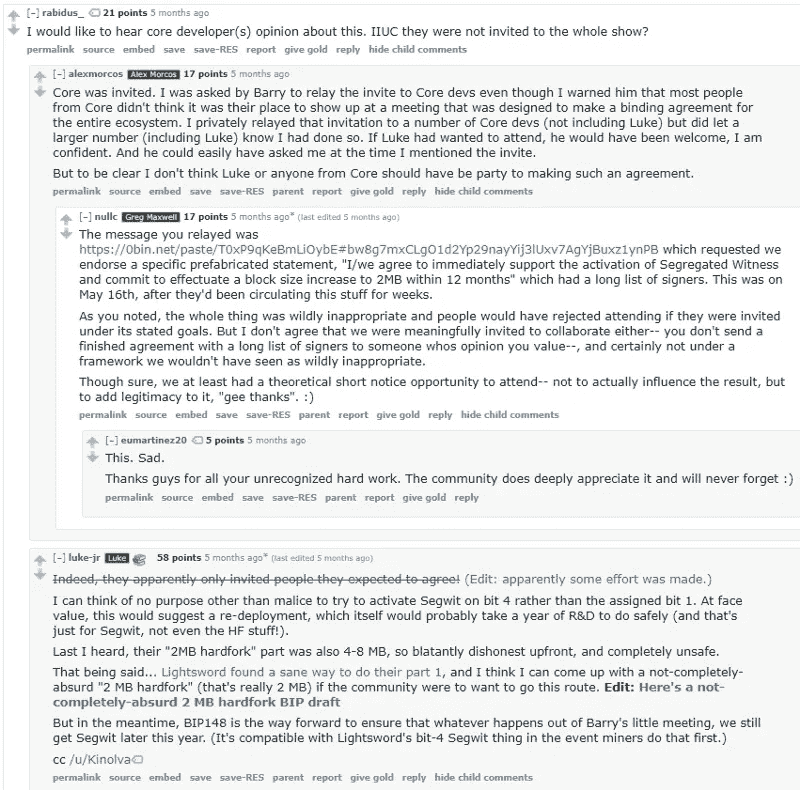 [-] rabidus_ 21 points 5 months ago
I would like to hear core developer(s) opinion about this. IIUC they were not invited to the whole show?
permalink source embed save save-RES report give gold reply hide child comments
[-] alexmorcos Alex Morcos 17 points 5 months ago
Core was invited. I was asked by Barry to relay the invite to Core devs even though I warned him that most people
from Core didn't think it was their place to show up at a meeting that was designed to make a binding agreement for
the entire ecosystem. I privately relayed that invitation to a number of Core devs (not including Luke) but did let a
larger number (including Luke) know I had done so. If Luke had wanted to attend, he would have been welcome, I am
confident. And he could easily have asked me at the time I mentioned the invite.
But to be clear I don't think Luke or anyone from Core should have be party to making such an agreement.
permalink source embed save save-RES parent report give gold reply hide child comments
[-] nullc Greg Maxwell 17 points 5 months ago* (last edited 5 months ago)
The message you relayed was
https://0bin.net/paste/T0xP9qKeBmLiOybE#bw8g7mxCLgO1d2Yp29nayYij3lUxv7AgYjBuxz1ynPB which requested we
endorse a specific prefabricated statement, "I/we agree to immediately support the activation of Segregated Witness
and commit to effectuate a block size increase to 2MB within 12 months" which had a long list of signers. This was on
May 16th, after they'd been circulating this stuff for weeks.
As you noted, the whole thing was wildly inappropriate and people would have rejected attending if they were invited
under its stated goals. But I don't agree that we were meaningfully invited to collaborate either-- you don't send a
finished agreement with a long list of signers to someone whos opinion you value--, and certainly not under a
framework we wouldn't have seen as wildly inappropriate.
Though sure, we at least had a theoretical short notice opportunity to attend-- not to actually influence the result, but
to add legitimacy to it, "gee thanks". :)
permalink source embed save save-RES parent report give gold reply hide child comments
[-] eumartinez20 5 points 5 months ago
This. Sad.
Thanks guys for all your unrecognized hard work. The community does deeply appreciate it and will never forget :)
permalink source embed save save-RES parent report give gold reply
[-] luke-jr Luke 58 points 5 months ago* (last edited 5 months ago)
Indeed, they apparently only invited people they expected to agree! (Edit: apparently some effort was made.)
I can think of no purpose other than malice to try to activate Segwit on bit 4 rather than the assigned bit 1. At face
value, this would suggest a re-deployment, which itself would probably take a year of R&D to do safely (and that's
just for Segwit, not even the HF stuff!).
Last I heard, their "2MB hardfork" part was also 4-8 MB, so blatantly dishonest upfront, and completely unsafe.
That being said... Lightsword found a sane way to do their part 1, and I think I can come up with a not-completely-
absurd "2 MB hardfork" (that's really 2 MB) if the community were to want to go this route. Edit: Here's a not-
completely-absurd 2 MB hardfork BIP draft
But in the meantime, BIP148 is the way forward to ensure that whatever happens out of Barry's little meeting, we still
get Segwit later this year. (It's compatible with Lightsword's bit-4 Segwit thing in the event miners do that first.)
cc /u/Kinolva
permalink source embed save save-RES parent report give gold reply hide child comments